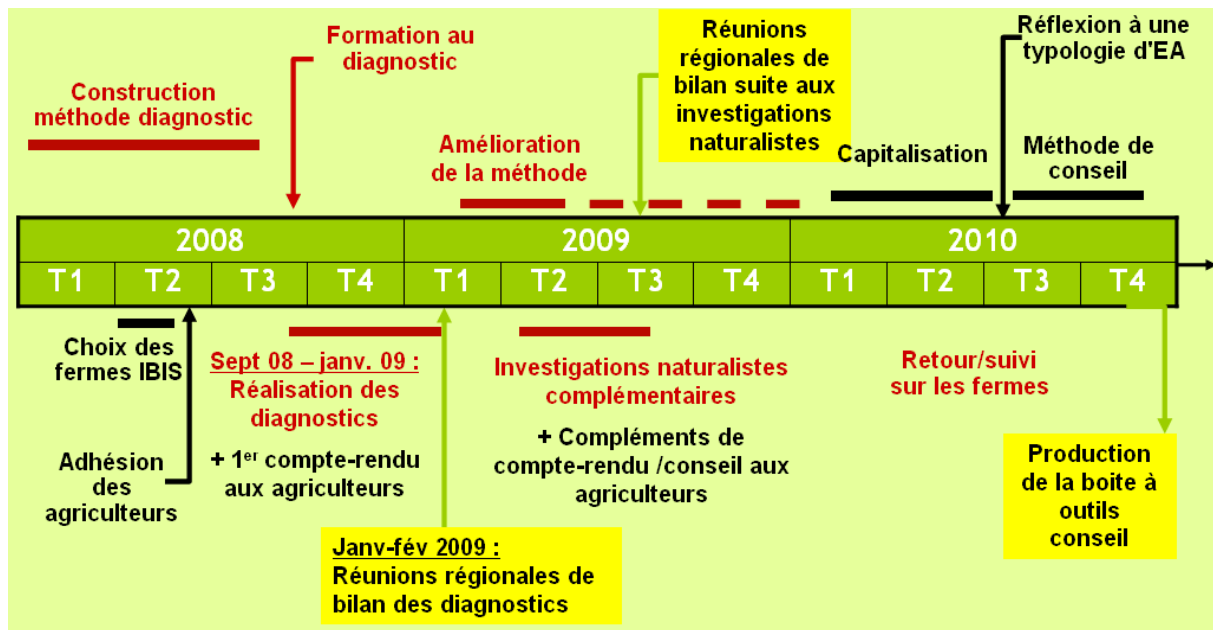 Formation au
diagnostic
Construction
méthode diagnostic
Réunions
régionales de
bilan suite aux
investigations
naturalistes
Réflexion à une
typologie d'EA
Amélioration
de la méthode
Capitalisation
Méthode de
conseil
2008 2009 2010
T1 T2 T3 T4 T1 T2 T3 T4 T1 T2 T3 T4
Choix des
fermes IBIS
Adhésion
des
agriculteurs
Sept 08 – janv. 09 :
Réalisation des
diagnostics
+ 1er compte-rendu
aux agriculteurs
Janv-fév 2009 :
Réunions régionales de
bilan des diagnostics
Investigations naturalistes
complémentaires
+ Compléments de
compte-rendu /conseil aux
agriculteurs
Retour/suivi
sur les fermes
Production
de la boite à
outils
conseil